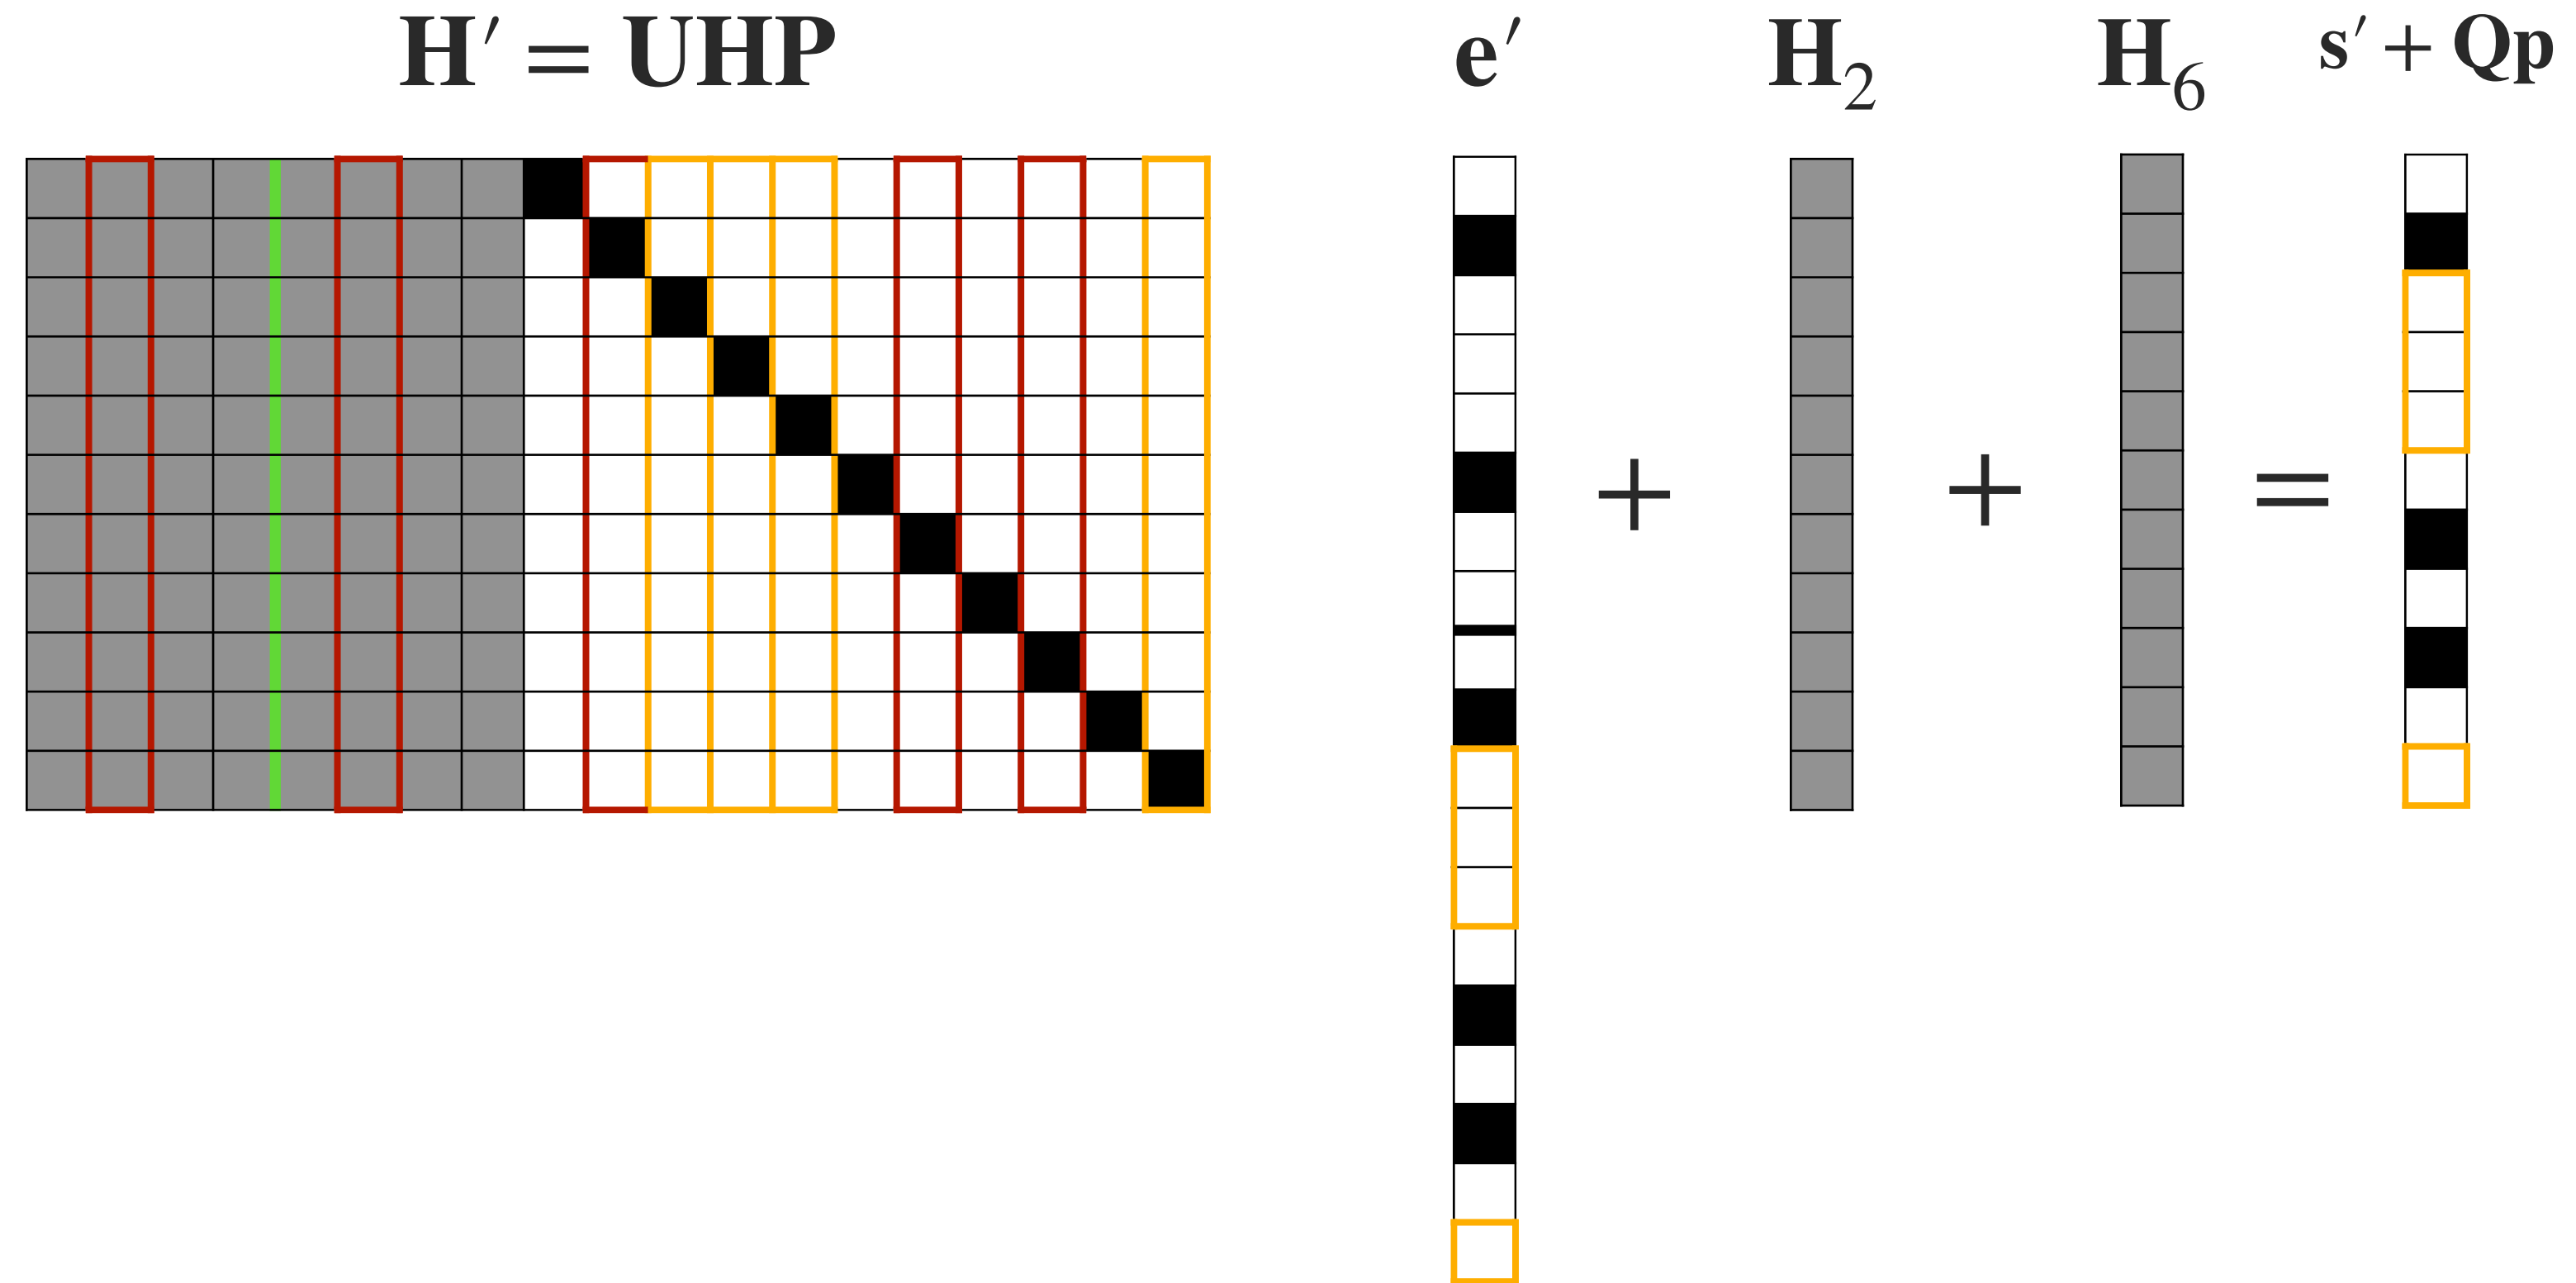 H′ = UHP e′ H₂ H₆ s′ + Qp
+ + =